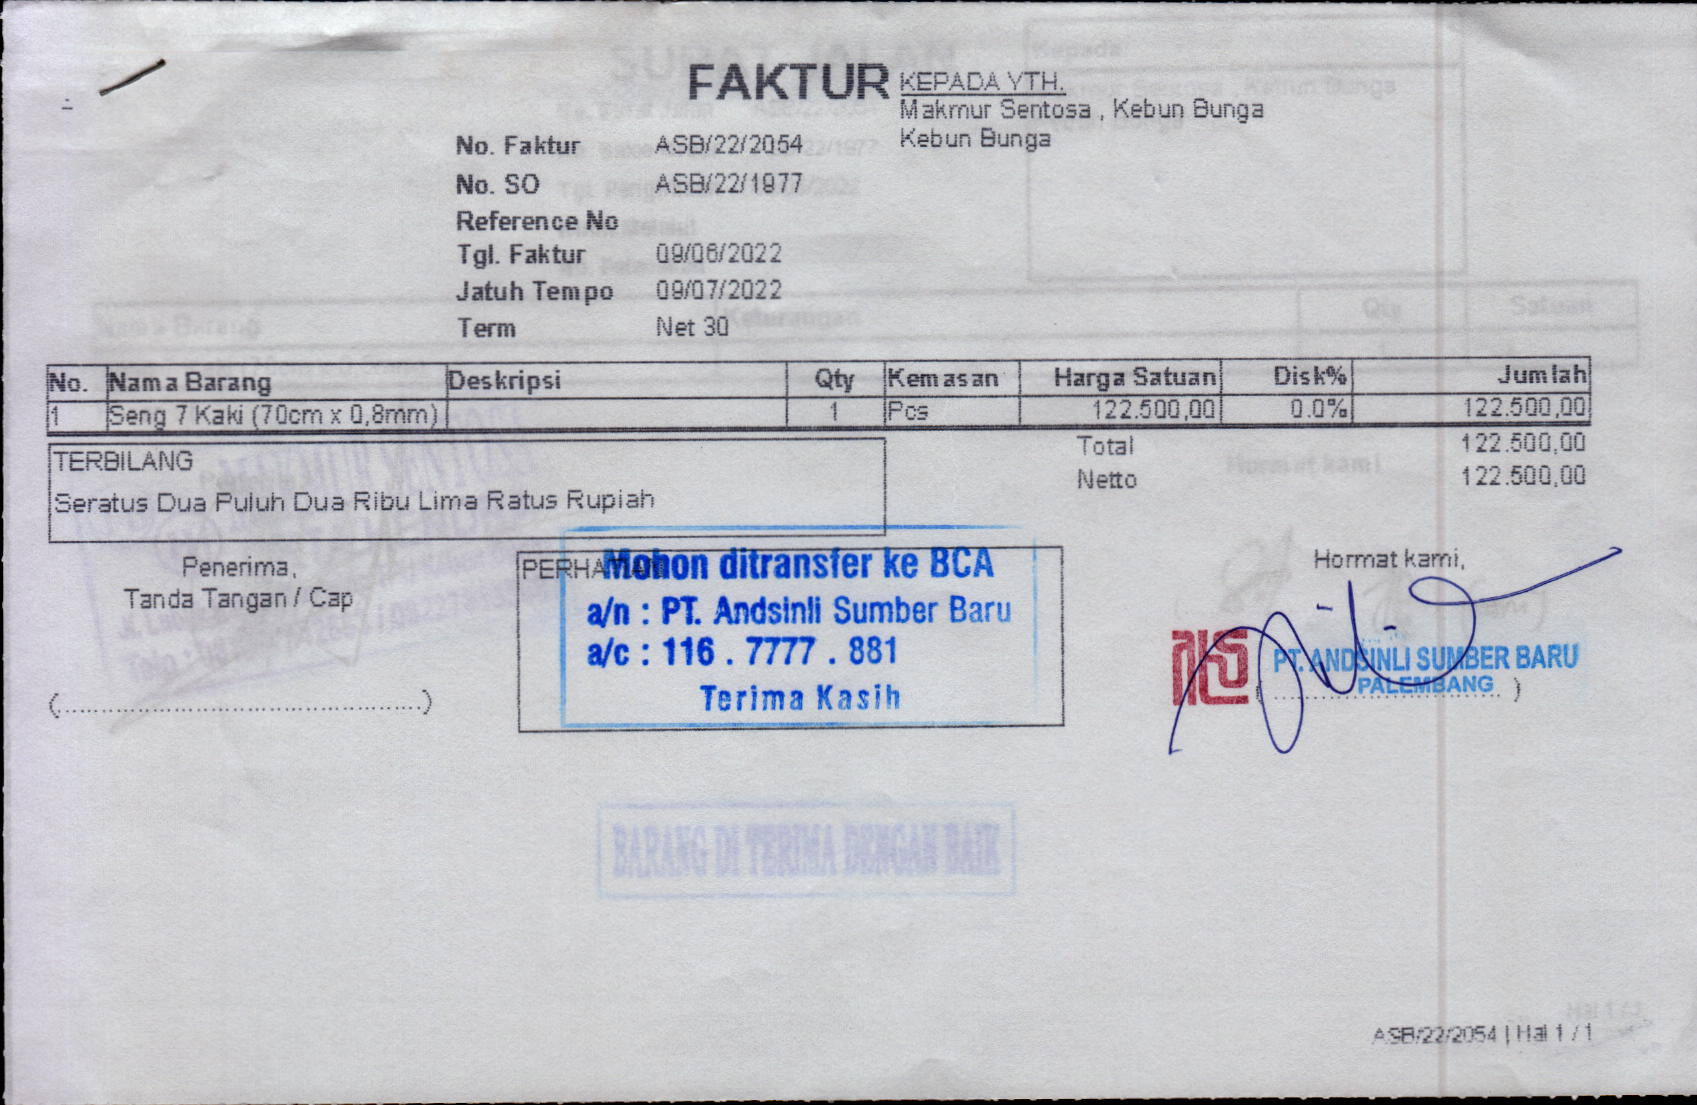 FAKTUR
KEPADA YTH.
Makmur Sentosa , Kebun Bunga
Kebun Bunga
No. Faktur ASB/22/2054
No. SO ASB/22/1977
Reference No
Tgl. Faktur 09/06/2022
Jatuh Tempo 09/07/2022
Term Net 30
No. Nama Barang Deskripsi Qty Kemasan Harga Satuan Disk% Jumlah
1 Seng 7 Kaki (70cm x 0,8mm) 1 Pcs 122.500,00 0.0% 122.500,00
Total 122.500,00
Netto 122.500,00
TERBILANG
Seratus Dua Puluh Dua Ribu Lima Ratus Rupiah
Penerima,
Tanda Tangan / Cap
(............................................)
PERHATIAN
Mohon ditransfer ke BCA
a/n : PT. Andsinli Sumber Baru
a/c : 116 . 7777 . 881
Terima Kasih
Hormat kami,
PT. ANDSINLI SUMBER BARU
PALEMBANG
BARANG DI TERIMA DENGAN BAIK
ASB/22/2054 | Hal 1 / 1